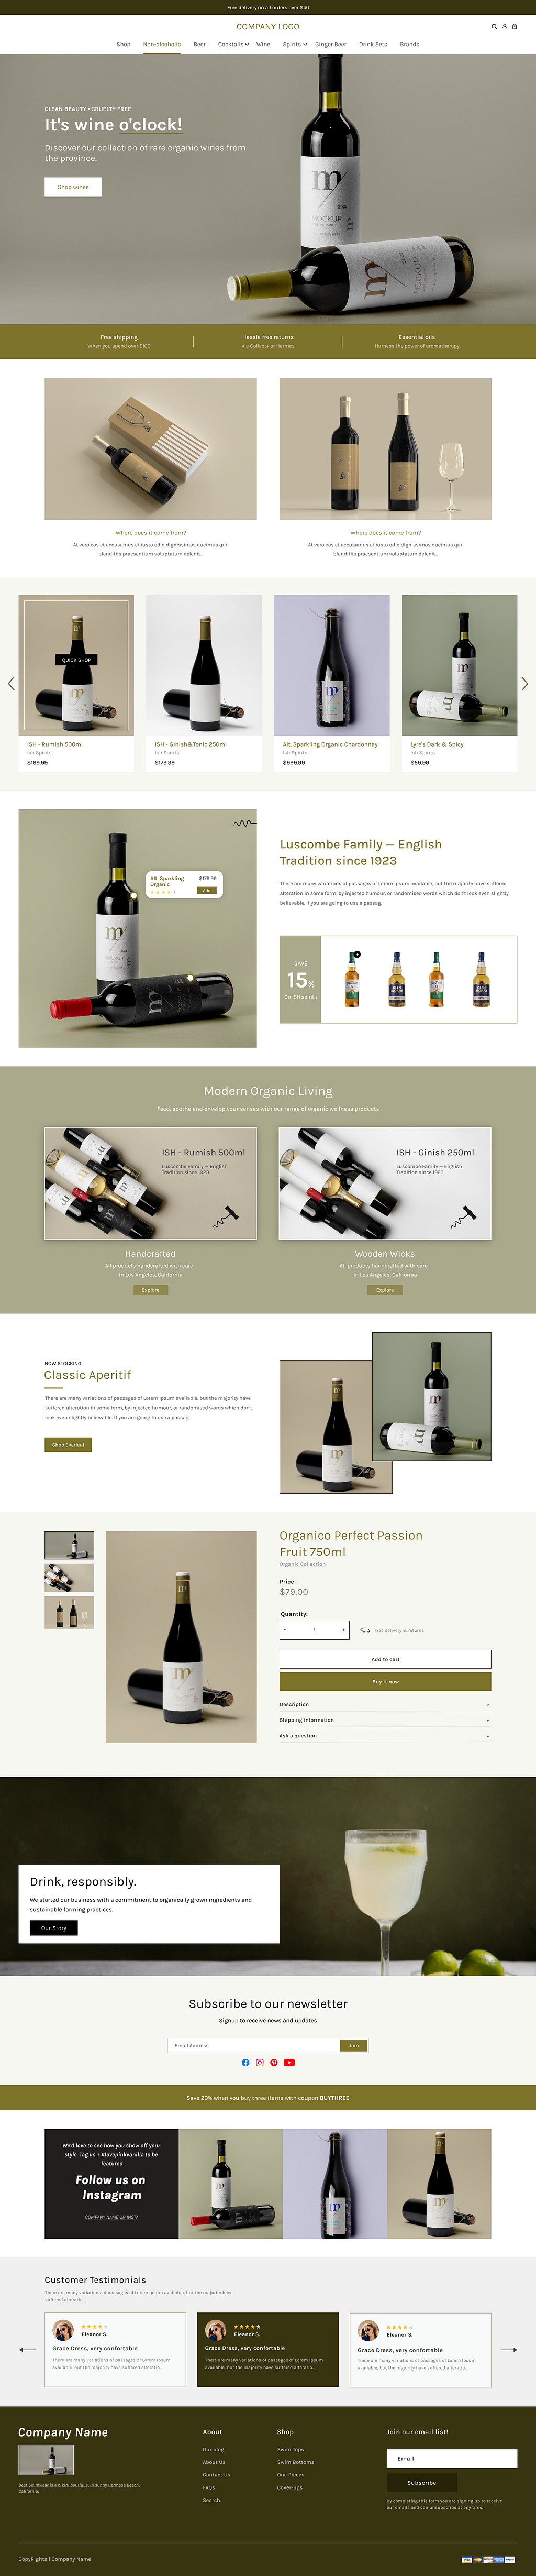 Free delivery on all orders over $40
COMPANY LOGO
Shop Non-alcoholic Beer Cocktails Wine Spirits Ginger Beer Drink Sets Brands
CLEAN BEAUTY • CRUELTY FREE
It's wine o'clock!
Discover our collection of rare organic wines from
the province.
Shop wines
m
MOCKUP
m
MOCKUP
Free shipping
When you spend over $100
Hassle free returns
via Collect+ or Hermes
Essential oils
Harness the power of aromatherapy
Where does it come from?
At vero eos et accusamus et iusto odio dignissimos ducimus qui
blanditiis praesentium voluptatum delenit...
Where does it come from?
At vero eos et accusamus et iusto odio dignissimos ducimus qui
blanditiis praesentium voluptatum delenit...
QUICK SHOP
ISH - Rumish 500ml
Ish Spirits
$169.99
ISH - Ginish&Tonic 250ml
Ish Spirits
$179.99
Alt. Sparkling Organic Chardonnay
Ish Spirits
$999.99
Lyre's Dark & Spicy
Ish Spirits
$59.99
Alt. Sparkling
Organic
$179.99
Add
Luscombe Family — English
Tradition since 1923
There are many variations of passages of Lorem Ipsum available, but the majority have suffered
alteration in some form, by injected humour, or randomised words which don't look even slightly
believable. If you are going to use a passag.
SAVE
15%
On ISH spirits
Modern Organic Living
Feed, soothe and envelop your senses with our range of organic wellness products
ISH - Rumish 500ml
Luscombe Family — English
Tradition since 1923
ISH - Ginish 250ml
Luscombe Family — English
Tradition since 1923
Handcrafted
All products handcrafted with care
In Los Angeles, California
Explore
Wooden Wicks
All products handcrafted with care
In Los Angeles, California
Explore
NOW STOCKING
Classic Aperitif
There are many variations of passages of Lorem Ipsum available, but the majority have
suffered alteration in some form, by injected humour, or randomised words which don't
look even slightly believable. If you are going to use a passag.
Shop Everleaf
Organico Perfect Passion
Fruit 750ml
Organic Collection
Price
$79.00
Quantity:
- 1 +
Free delivery & returns
Add to cart
Buy it now
Description
Shipping information
Ask a question
Drink, responsibly.
We started our business with a commitment to organically grown ingredients and
sustainable farming practices.
Our Story
Subscribe to our newsletter
Signup to receive news and updates
Email Address
Join
Save 20% when you buy three items with coupon BUYTHREE
We'd love to see how you show off your
style. Tag us + #lovepinkvanilla to be
featured
Follow us on
Instagram
COMPANY NAME ON INSTA
Customer Testimonials
There are many variations of passages of Lorem Ipsum available, but the majority have
suffered alteratio...
Eleanor S.
Grace Dress, very comfortable
There are many variations of passages of Lorem Ipsum
available, but the majority have suffered alteratio...
Eleanor S.
Grace Dress, very comfortable
There are many variations of passages of Lorem Ipsum
available, but the majority have suffered alteratio...
Eleanor S.
Grace Dress, very comfortable
There are many variations of passages of Lorem Ipsum
available, but the majority have suffered alteratio...
Company Name
Best Swimwear is a bikini boutique, in sunny Hermosa Beach,
California.
About
Our blog
About Us
Contact Us
FAQs
Search
Shop
Swim Tops
Swim Bottoms
One Pieces
Cover-ups
Join our email list!
Email
Subscribe
By completing this form you are signing up to receive
our emails and can unsubscribe at any time.
CopyRights | Company Name